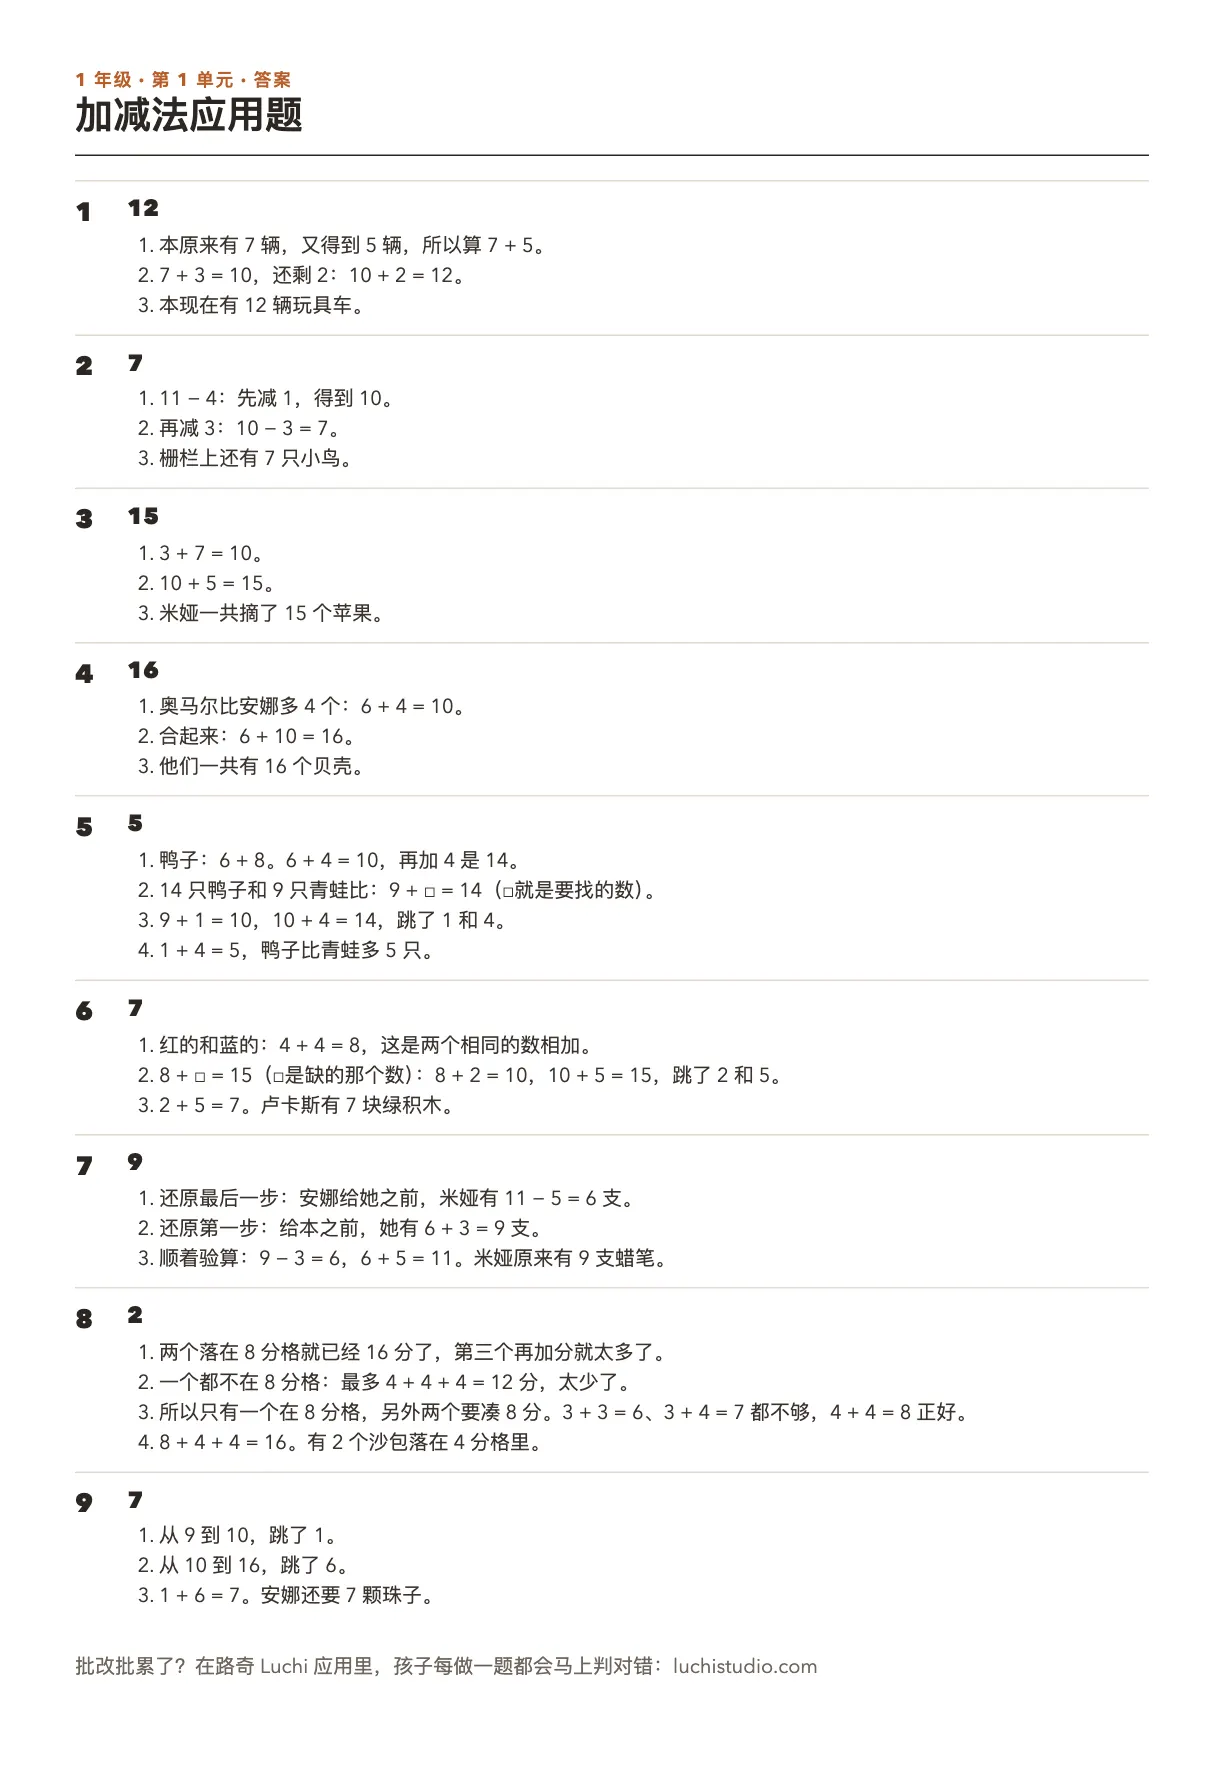 1 年级 · 第 1 单元 · 答案
加减法应用题
1 12
1. 本原来有 7 辆，又得到 5 辆，所以算 7 + 5。
2. 7 + 3 = 10，还剩 2：10 + 2 = 12。
3. 本现在有 12 辆玩具车。
2 7
1. 11 − 4：先减 1，得到 10。
2. 再减 3：10 − 3 = 7。
3. 栅栏上还有 7 只小鸟。
3 15
1. 3 + 7 = 10。
2. 10 + 5 = 15。
3. 米娅一共摘了 15 个苹果。
4 16
1. 奥马尔比安娜多 4 个：6 + 4 = 10。
2. 合起来：6 + 10 = 16。
3. 他们一共有 16 个贝壳。
5 5
1. 鸭子：6 + 8。6 + 4 = 10，再加 4 是 14。
2. 14 只鸭子和 9 只青蛙比：9 + □ = 14（□就是要找的数）。
3. 9 + 1 = 10，10 + 4 = 14，跳了 1 和 4。
4. 1 + 4 = 5，鸭子比青蛙多 5 只。
6 7
1. 红的和蓝的：4 + 4 = 8，这是两个相同的数相加。
2. 8 + □ = 15（□是缺的那个数）：8 + 2 = 10，10 + 5 = 15，跳了 2 和 5。
3. 2 + 5 = 7。卢卡斯有 7 块绿积木。
7 9
1. 还原最后一步：安娜给她之前，米娅有 11 − 5 = 6 支。
2. 还原第一步：给本之前，她有 6 + 3 = 9 支。
3. 顺着验算：9 − 3 = 6，6 + 5 = 11。米娅原来有 9 支蜡笔。
8 2
1. 两个落在 8 分格就已经 16 分了，第三个再加分就太多了。
2. 一个都不在 8 分格：最多 4 + 4 + 4 = 12 分，太少了。
3. 所以只有一个在 8 分格，另外两个要凑 8 分。3 + 3 = 6、3 + 4 = 7 都不够，4 + 4 = 8 正好。
4. 8 + 4 + 4 = 16。有 2 个沙包落在 4 分格里。
9 7
1. 从 9 到 10，跳了 1。
2. 从 10 到 16，跳了 6。
3. 1 + 6 = 7。安娜还要 7 颗珠子。
批改批累了？在路奇 Luchi 应用里，孩子每做一题都会马上判对错：luchistudio.com